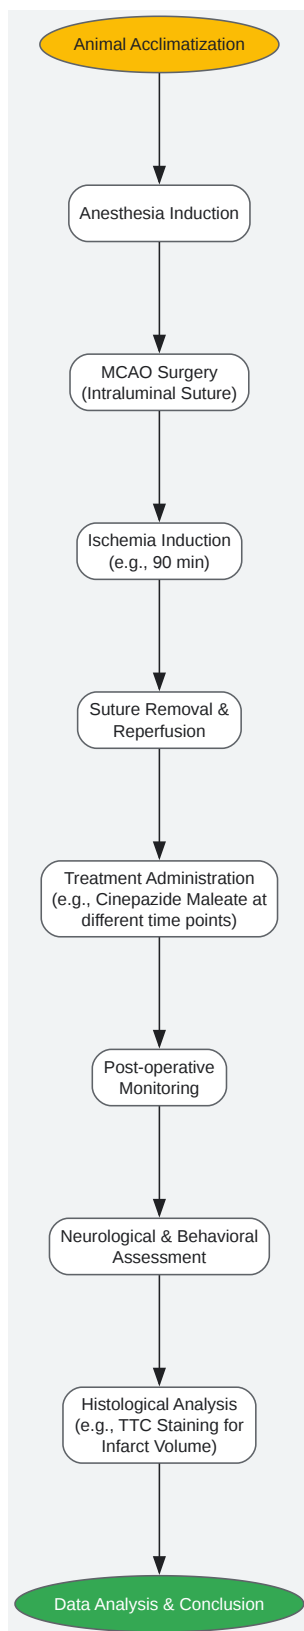 Animal Acclimatization
Anesthesia Induction
MCAO Surgery
(Intraluminal Suture)
Ischemia Induction
(e.g., 90 min)
Suture Removal &
Reperfusion
Treatment Administration
(e.g., Cinepazide Maleate at
different time points)
Post-operative
Monitoring
Neurological & Behavioral
Assessment
Histological Analysis
(e.g., TTC Staining for
Infarct Volume)
Data Analysis & Conclusion